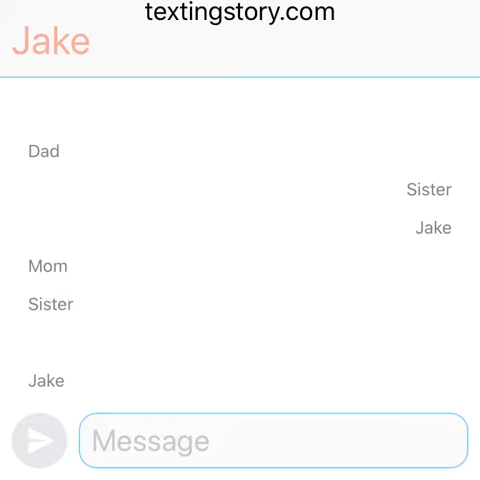 textingstory.com
Jake
Dad
Sister
Jake
Mom
Sister
Jake
Message